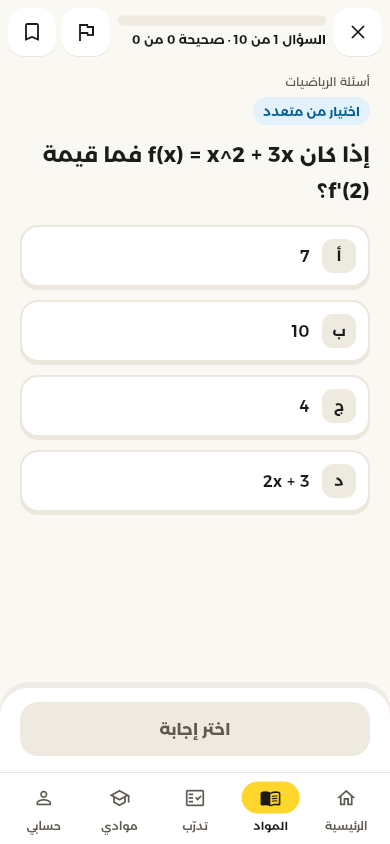 السؤال 1 من 10 · صحيحة 0 من 0
أسئلة الرياضيات
اختيار من متعدد
إذا كان f(x) = x^2 + 3x فما قيمة
f'(2)؟
أ 7
ب 10
ج 4
د 2x + 3
اختر إجابة
الرئيسية
المواد
تدرّب
موادي
حسابي